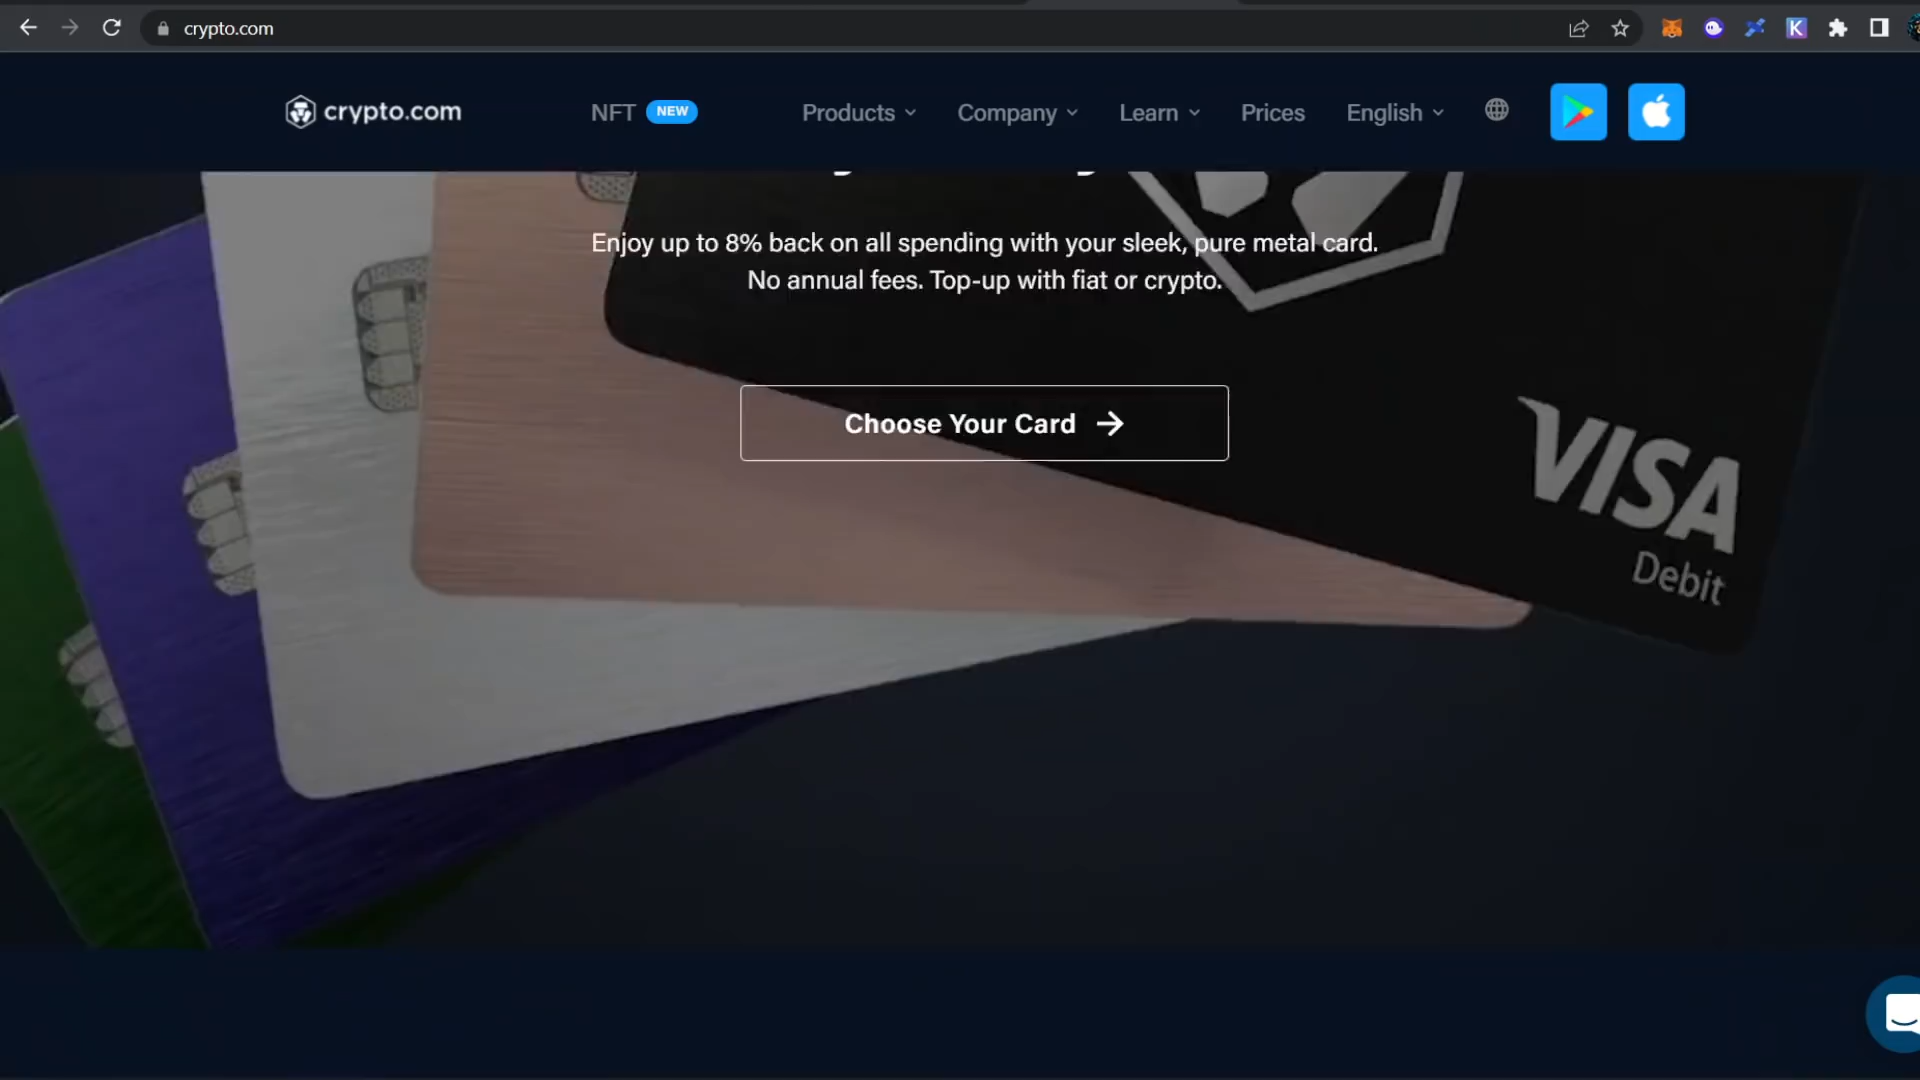 crypto.com
crypto.com
NFT NEW
Products
Company
Learn
Prices
English
Enjoy up to 8% back on all spending with your sleek, pure metal card.
No annual fees. Top-up with fiat or crypto.
Choose Your Card →
VISA
Debit